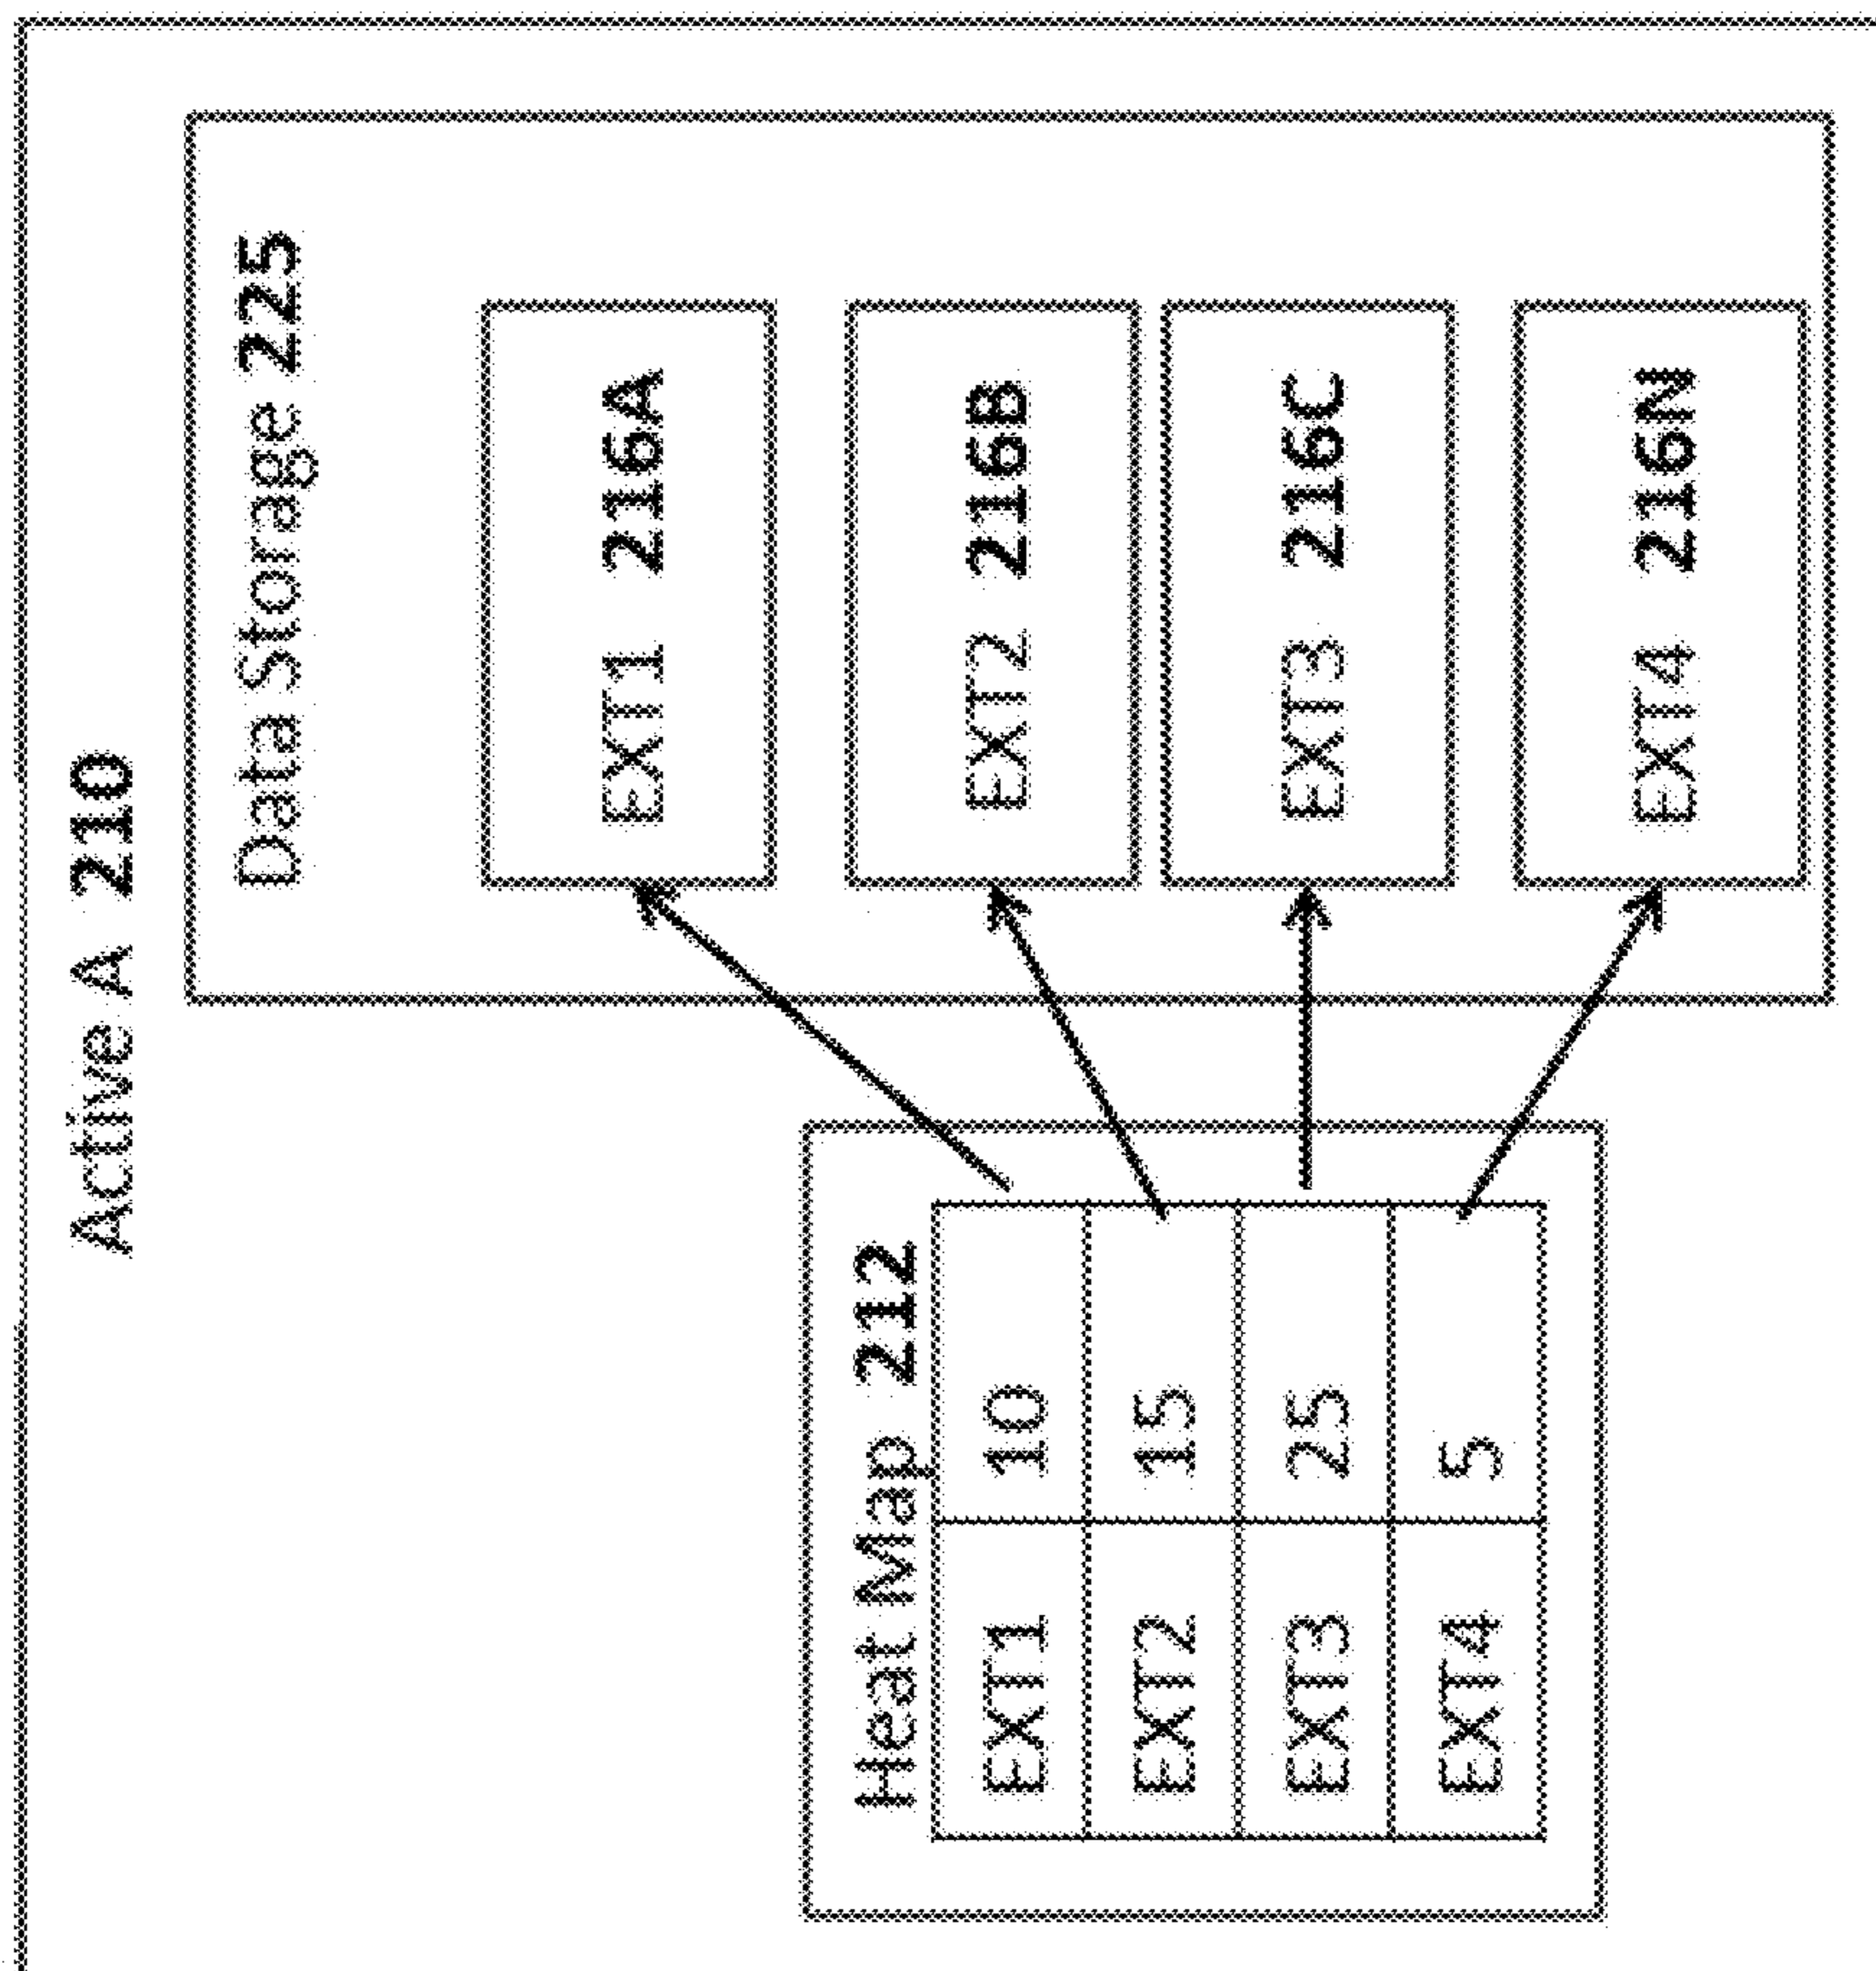 Active A 210
Data Storage 225
EXT1 216A
EXT2 216B
EXT3 216C
EXT4 216N
Heat Map 212
EXT1 10
EXT2 15
EXT3 25
EXT4 5